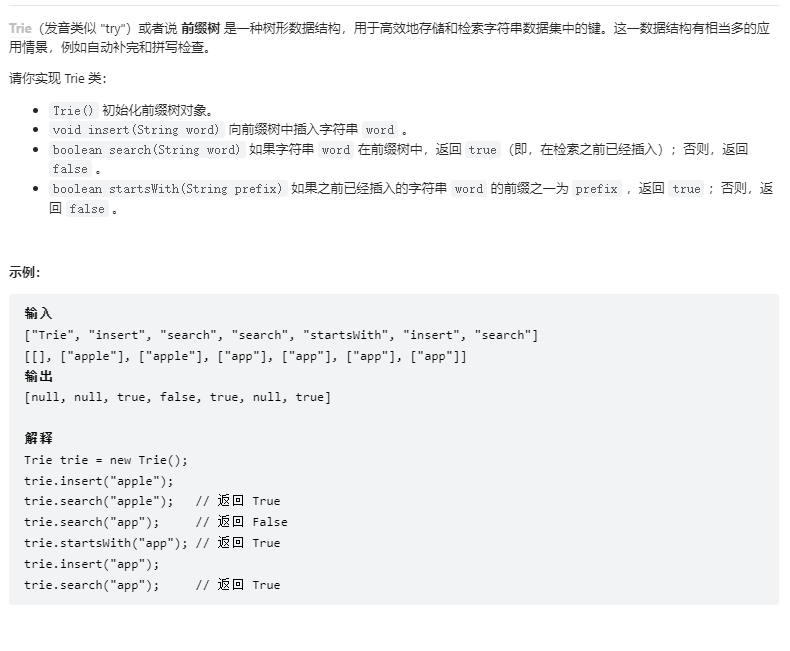 Trie（发音类似 "try"）或者说 前缀树 是一种树形数据结构，用于高效地存储和检索字符串数据集中的键。这一数据结构有相当多的应
用情景，例如自动补完和拼写检查。
请你实现 Trie 类：
• Trie() 初始化前缀树对象。
• void insert(String word) 向前缀树中插入字符串 word 。
• boolean search(String word) 如果字符串 word 在前缀树中，返回 true（即，在检索之前已经插入）；否则，返回
false 。
• boolean startsWith(String prefix) 如果之前已经插入的字符串 word 的前缀之一为 prefix ，返回 true ；否则，返
回 false 。
示例：
输入
["Trie", "insert", "search", "search", "startsWith", "insert", "search"]
[[], ["apple"], ["apple"], ["app"], ["app"], ["app"], ["app"]]
输出
[null, null, true, false, true, null, true]
解释
Trie trie = new Trie();
trie.insert("apple");
trie.search("apple");   // 返回 True
trie.search("app");     // 返回 False
trie.startsWith("app"); // 返回 True
trie.insert("app");
trie.search("app");     // 返回 True